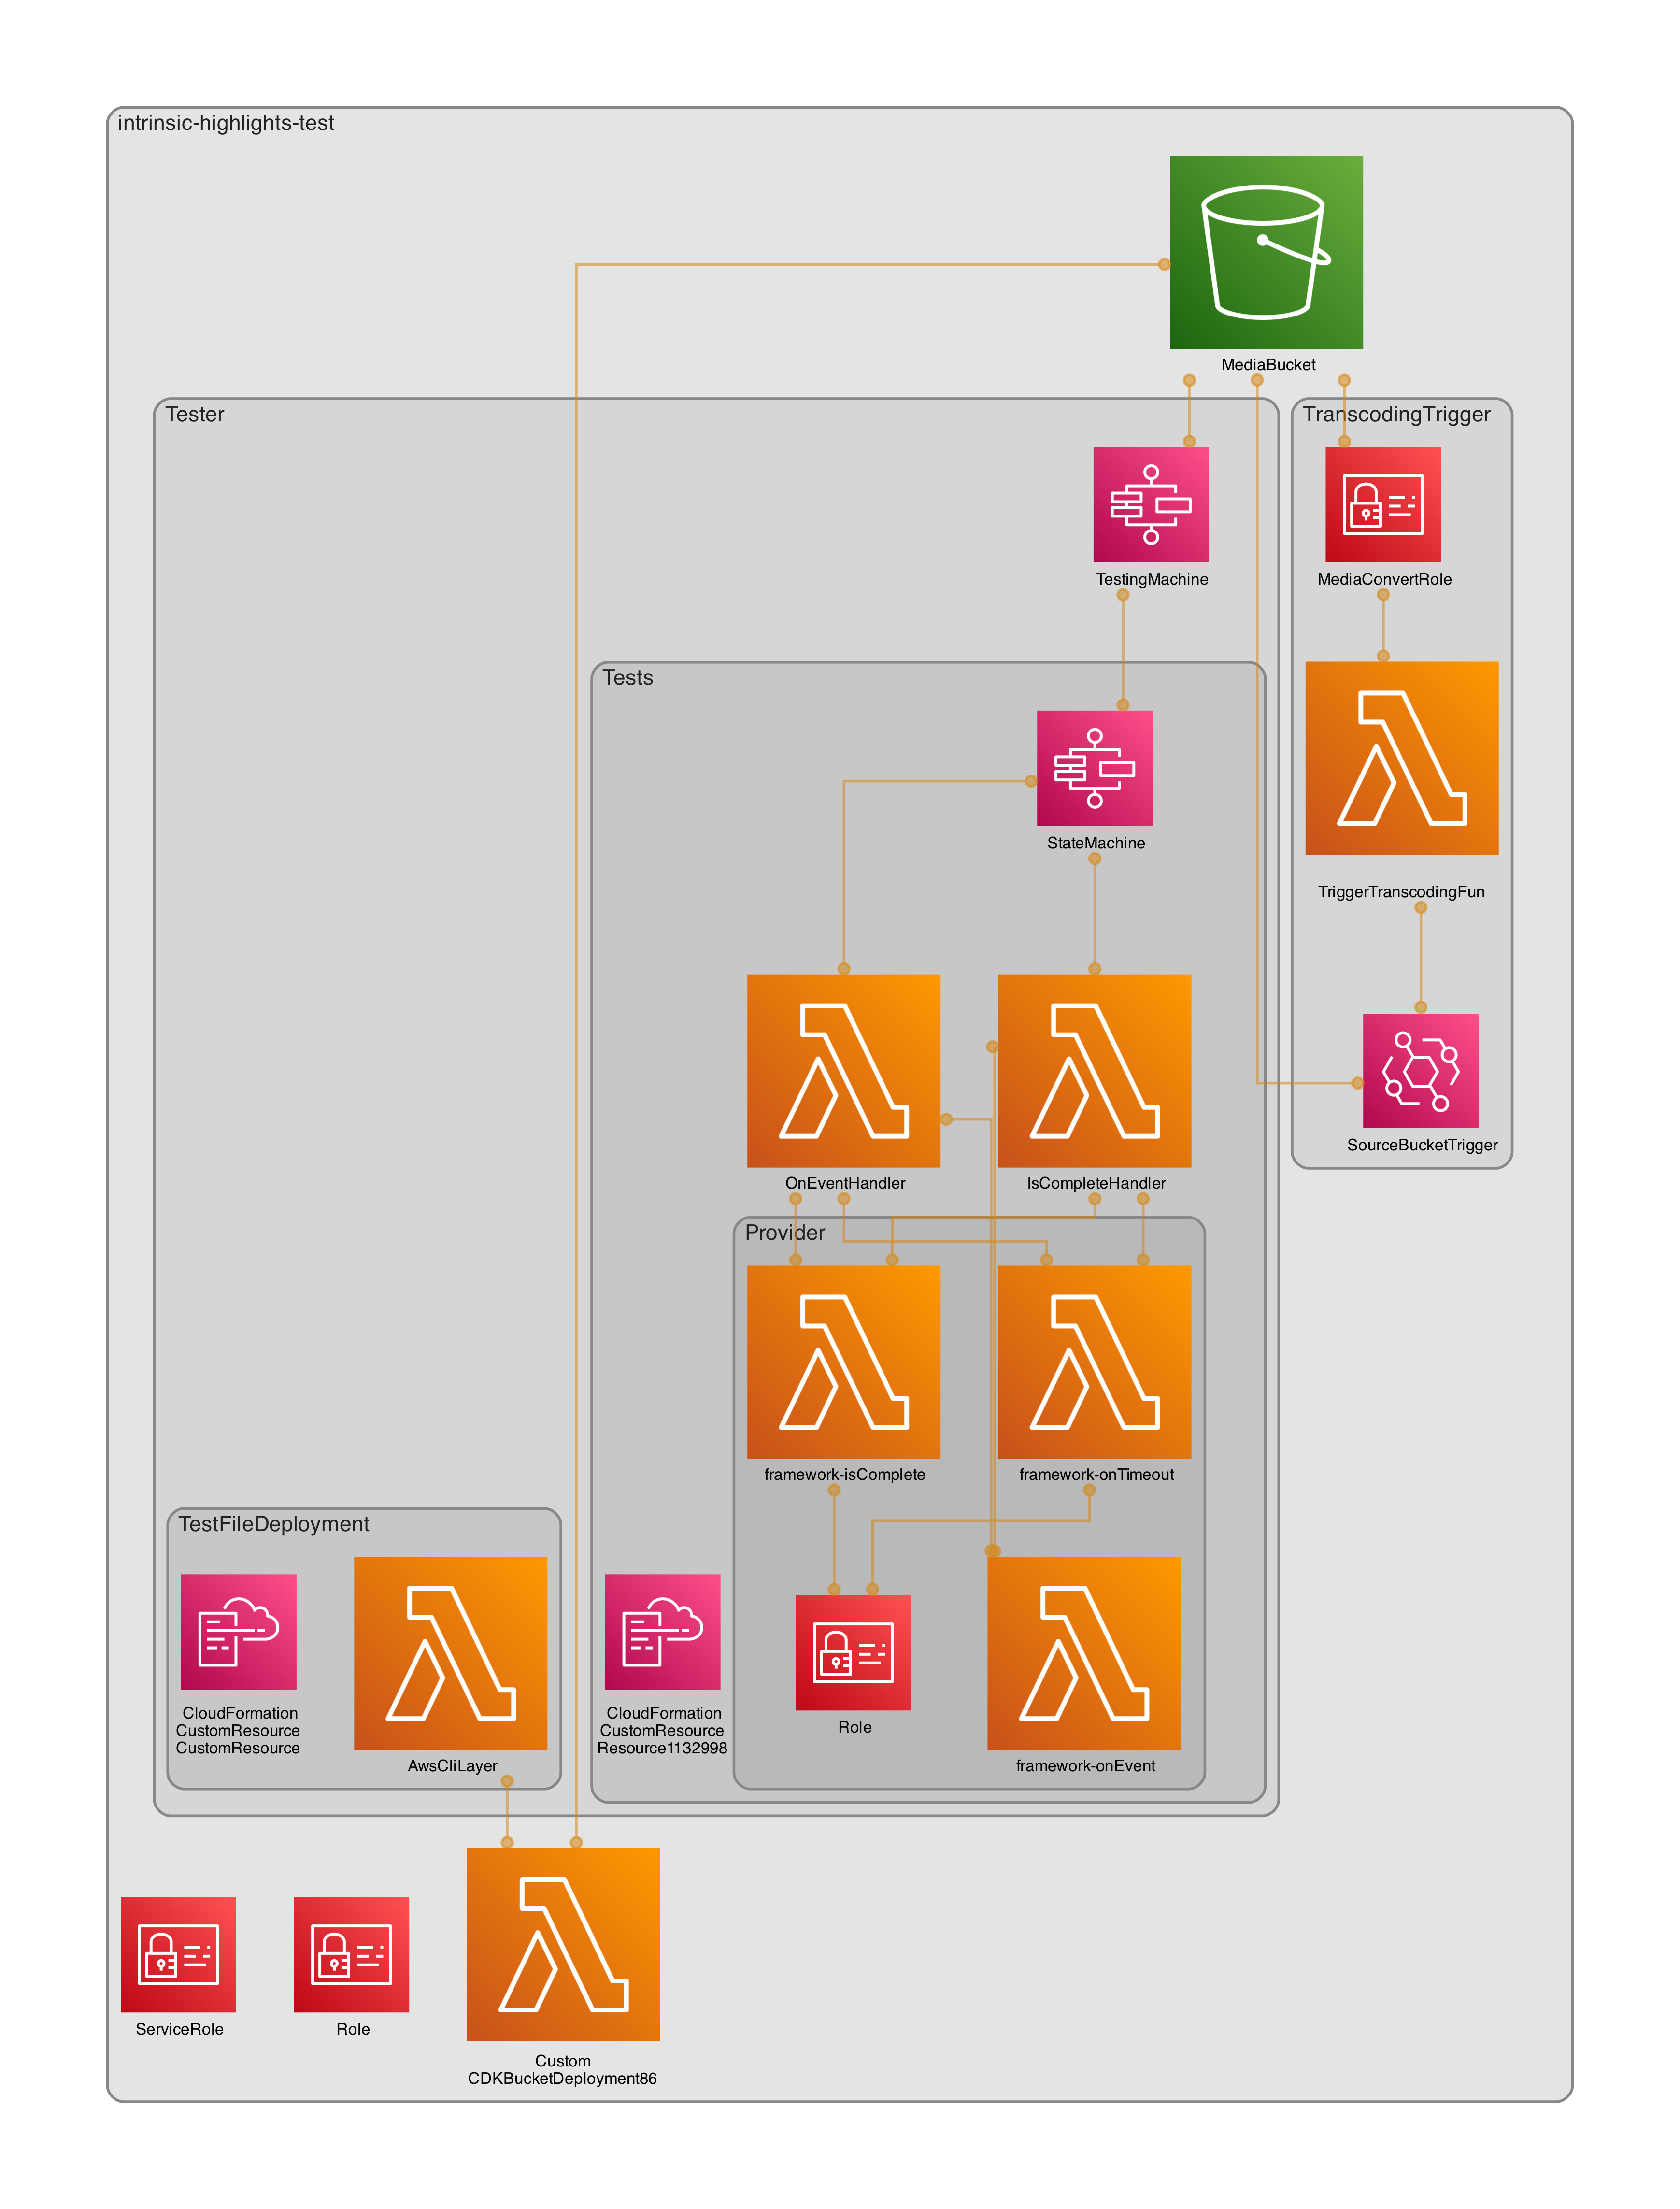 intrinsic-highlights-test
MediaBucket
Tester
TranscodingTrigger
TestingMachine
MediaConvertRole
Tests
StateMachine
TriggerTranscodingFun
SourceBucketTrigger
OnEventHandler
IsCompleteHandler
Provider
framework-isComplete
framework-onTimeout
TestFileDeployment
CloudFormation
CustomResource
CustomResource
AwsCliLayer
CloudFormation
CustomResource
Resource1132998
Role
framework-onEvent
ServiceRole
Role
Custom
CDKBucketDeployment86